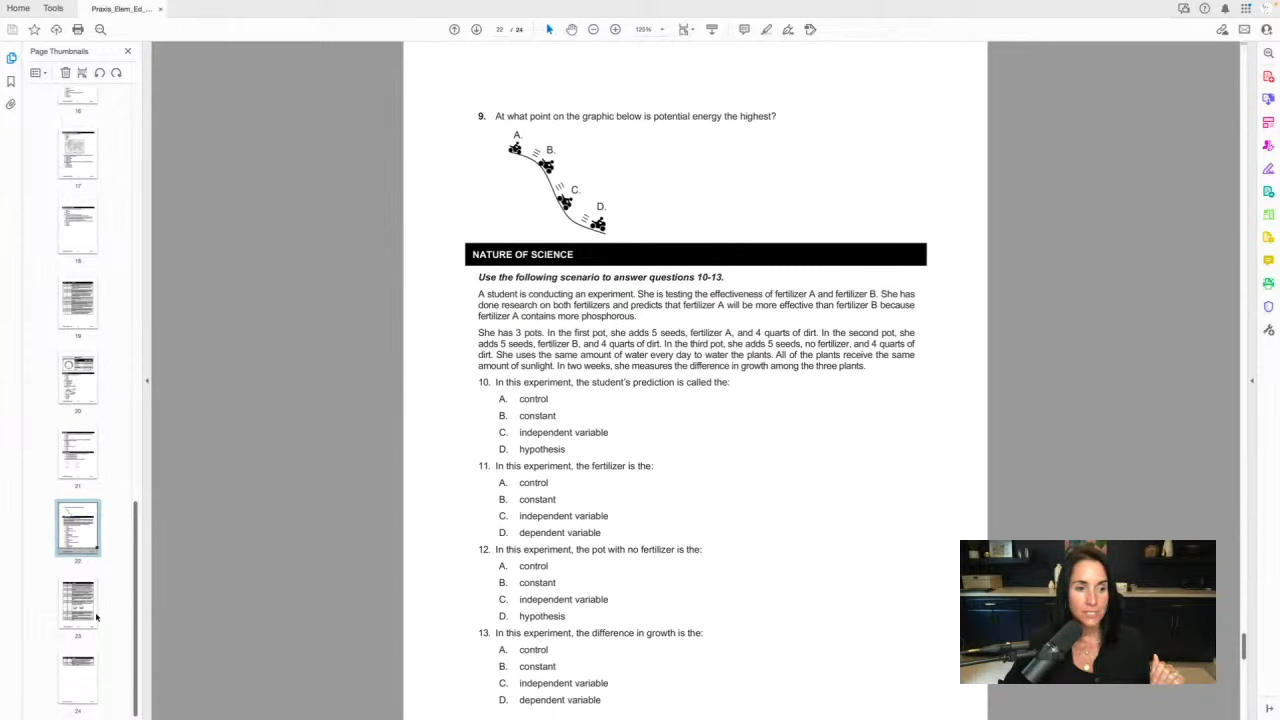 Home
Tools
Praxis_Elem_Ed_...
22 / 24
125%
Page Thumbnails
16
17
18
19
20
21
22
23
24
9. At what point on the graphic below is potential energy the highest?
A.
B.
C.
D.
NATURE OF SCIENCE
Use the following scenario to answer questions 10-13.
A student is conducting an experiment. She is testing the effectiveness of fertilizer A and fertilizer B. She has
done research on both fertilizers and predicts that fertilizer A will be more effective than fertilizer B because
fertilizer A contains more phosphorous.
She has 3 pots. In the first pot, she adds 5 seeds, fertilizer A, and 4 quarts of dirt. In the second pot, she
adds 5 seeds, fertilizer B, and 4 quarts of dirt. In the third pot, she adds 5 seeds, no fertilizer, and 4 quarts of
dirt. She uses the same amount of water every day to water the plants. All of the plants receive the same
amount of sunlight. In two weeks, she measures the difference in growth among the three plants.
10. In this experiment, the student's prediction is called the:
A. control
B. constant
C. independent variable
D. hypothesis
11. In this experiment, the fertilizer is the:
A. control
B. constant
C. independent variable
D. dependent variable
12. In this experiment, the pot with no fertilizer is the:
A. control
B. constant
C. independent variable
D. hypothesis
13. In this experiment, the difference in growth is the:
A. control
B. constant
C. independent variable
D. dependent variable